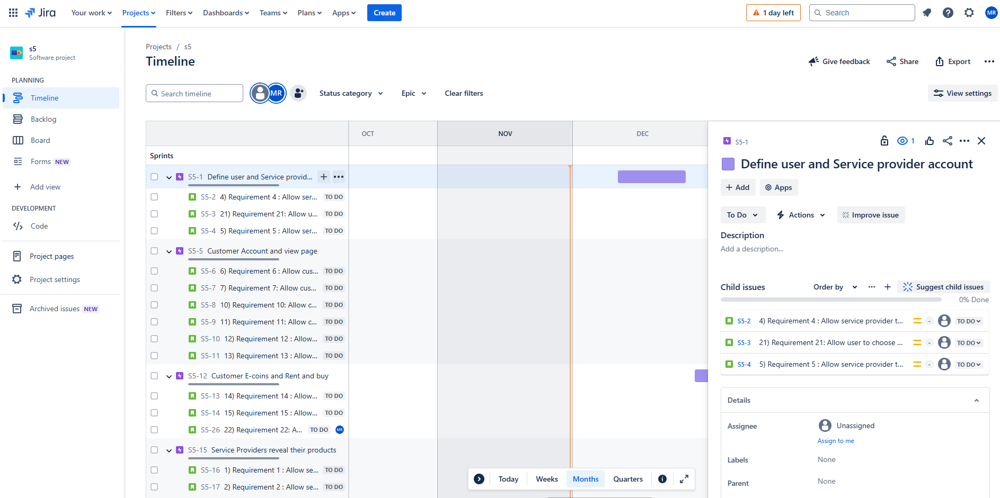 Jira
Your work
Projects
Filters
Dashboards
Teams
Plans
Apps
Create
1 day left
Search
MR
s5
Software project
PLANNING
Timeline
Backlog
Board
Forms NEW
Add view
DEVELOPMENT
Code
Project pages
Project settings
Archived issues NEW
Projects / s5
Timeline
Give feedback
Share
Export
Search timeline
MR
Status category
Epic
Clear filters
View settings
OCT
NOV
DEC
Sprints
S5-1 Define user and Service provid...
S5-2 4) Requirement 4 : Allow ser... TO DO
S5-3 21) Requirement 21: Allow u... TO DO
S5-4 5) Requirement 5 : Allow ser... TO DO
S5-5 Customer Account and view page
S5-6 6) Requirement 6 : Allow cus... TO DO
S5-7 7) Requirement 7: Allow cus... TO DO
S5-8 10) Requirement 10: Allow c... TO DO
S5-9 11) Requirement 11: Allow c... TO DO
S5-10 12) Requirement 12 : Allow... TO DO
S5-11 13) Requirement 13 : Allow... TO DO
S5-12 Customer E-coins and Rent and buy
S5-13 14) Requirement 14 : Allow... TO DO
S5-14 15) Requirement 15 : Allow... TO DO
S5-26 22) Requirement 22: A... TO DO MR
S5-15 Service Providers reveal their products
S5-16 1) Requirement 1 : Allow se... TO DO
S5-17 2) Requirement 2 : Allow se... TO DO
Today
Weeks
Months
Quarters
S5-1
1
Define user and Service provider account
Add
Apps
To Do
Actions
Improve issue
Description
Add a description...
Child issues
Order by
Suggest child issues
0% Done
S5-2 4) Requirement 4 : Allow service provider t... - TO DO
S5-3 21) Requirement 21: Allow user to choose ... - TO DO
S5-4 5) Requirement 5 : Allow service provider t... - TO DO
Details
Assignee
Unassigned
Assign to me
Labels
None
Parent
None